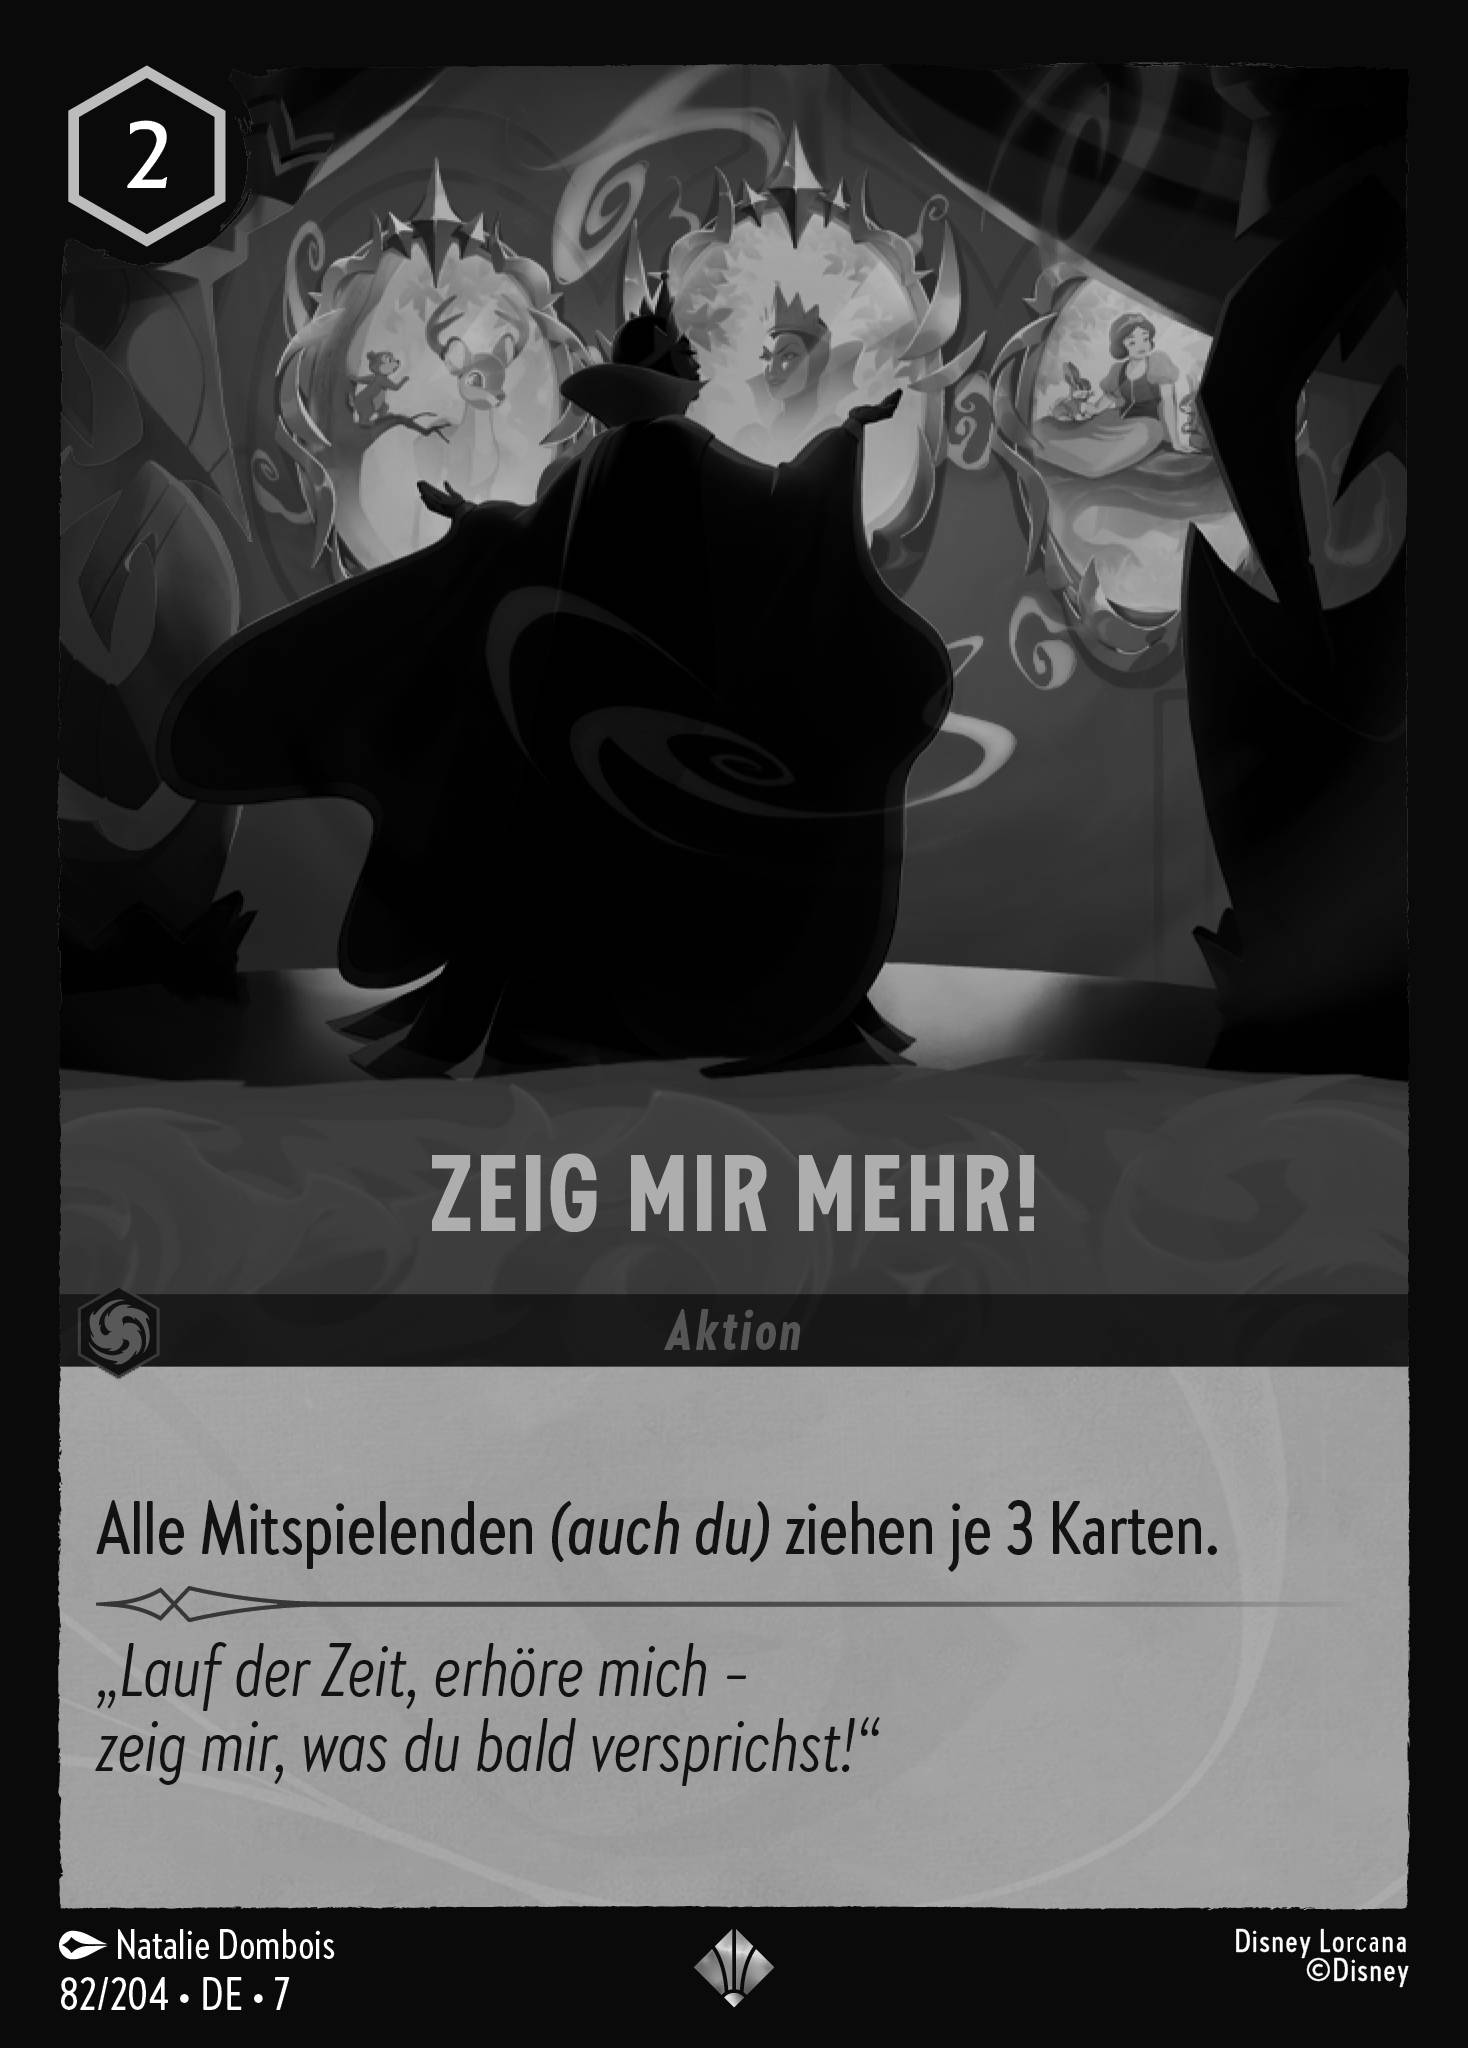 2
ZEIG MIR MEHR!
Aktion
Alle Mitspielenden (auch du) ziehen je 3 Karten.
„Lauf der Zeit, erhöre mich –
zeig mir, was du bald versprichst!“
Natalie Dombois
82/204 • DE • 7
Disney Lorcana
©Disney